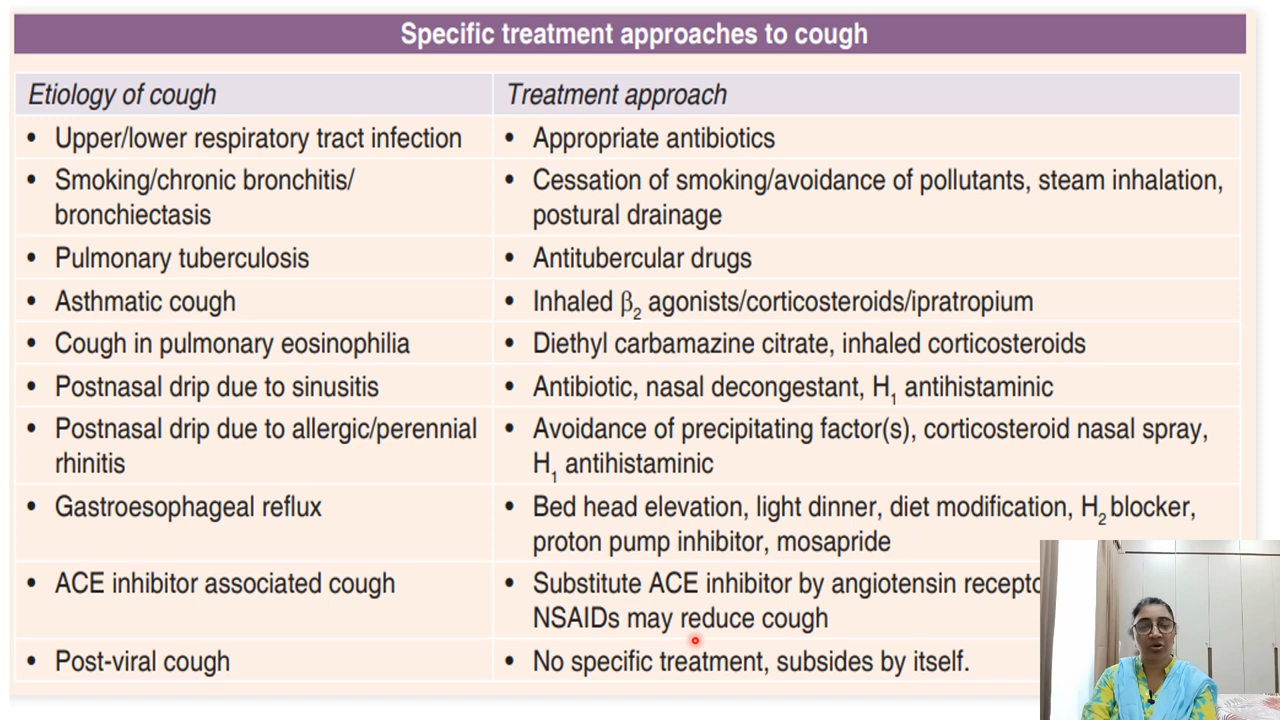 Specific treatment approaches to cough
Etiology of cough
Treatment approach
• Upper/lower respiratory tract infection
• Appropriate antibiotics
• Smoking/chronic bronchitis/
bronchiectasis
• Cessation of smoking/avoidance of pollutants, steam inhalation,
postural drainage
• Pulmonary tuberculosis
• Antitubercular drugs
• Asthmatic cough
• Inhaled β₂ agonists/corticosteroids/ipratropium
• Cough in pulmonary eosinophilia
• Diethyl carbamazine citrate, inhaled corticosteroids
• Postnasal drip due to sinusitis
• Antibiotic, nasal decongestant, H₁ antihistaminic
• Postnasal drip due to allergic/perennial
rhinitis
• Avoidance of precipitating factor(s), corticosteroid nasal spray,
H₁ antihistaminic
• Gastroesophageal reflux
• Bed head elevation, light dinner, diet modification, H₂ blocker,
proton pump inhibitor, mosapride
• ACE inhibitor associated cough
• Substitute ACE inhibitor by angiotensin
NSAIDs may reduce cough
• Post-viral cough
• No specific treatment, subsides by itself.